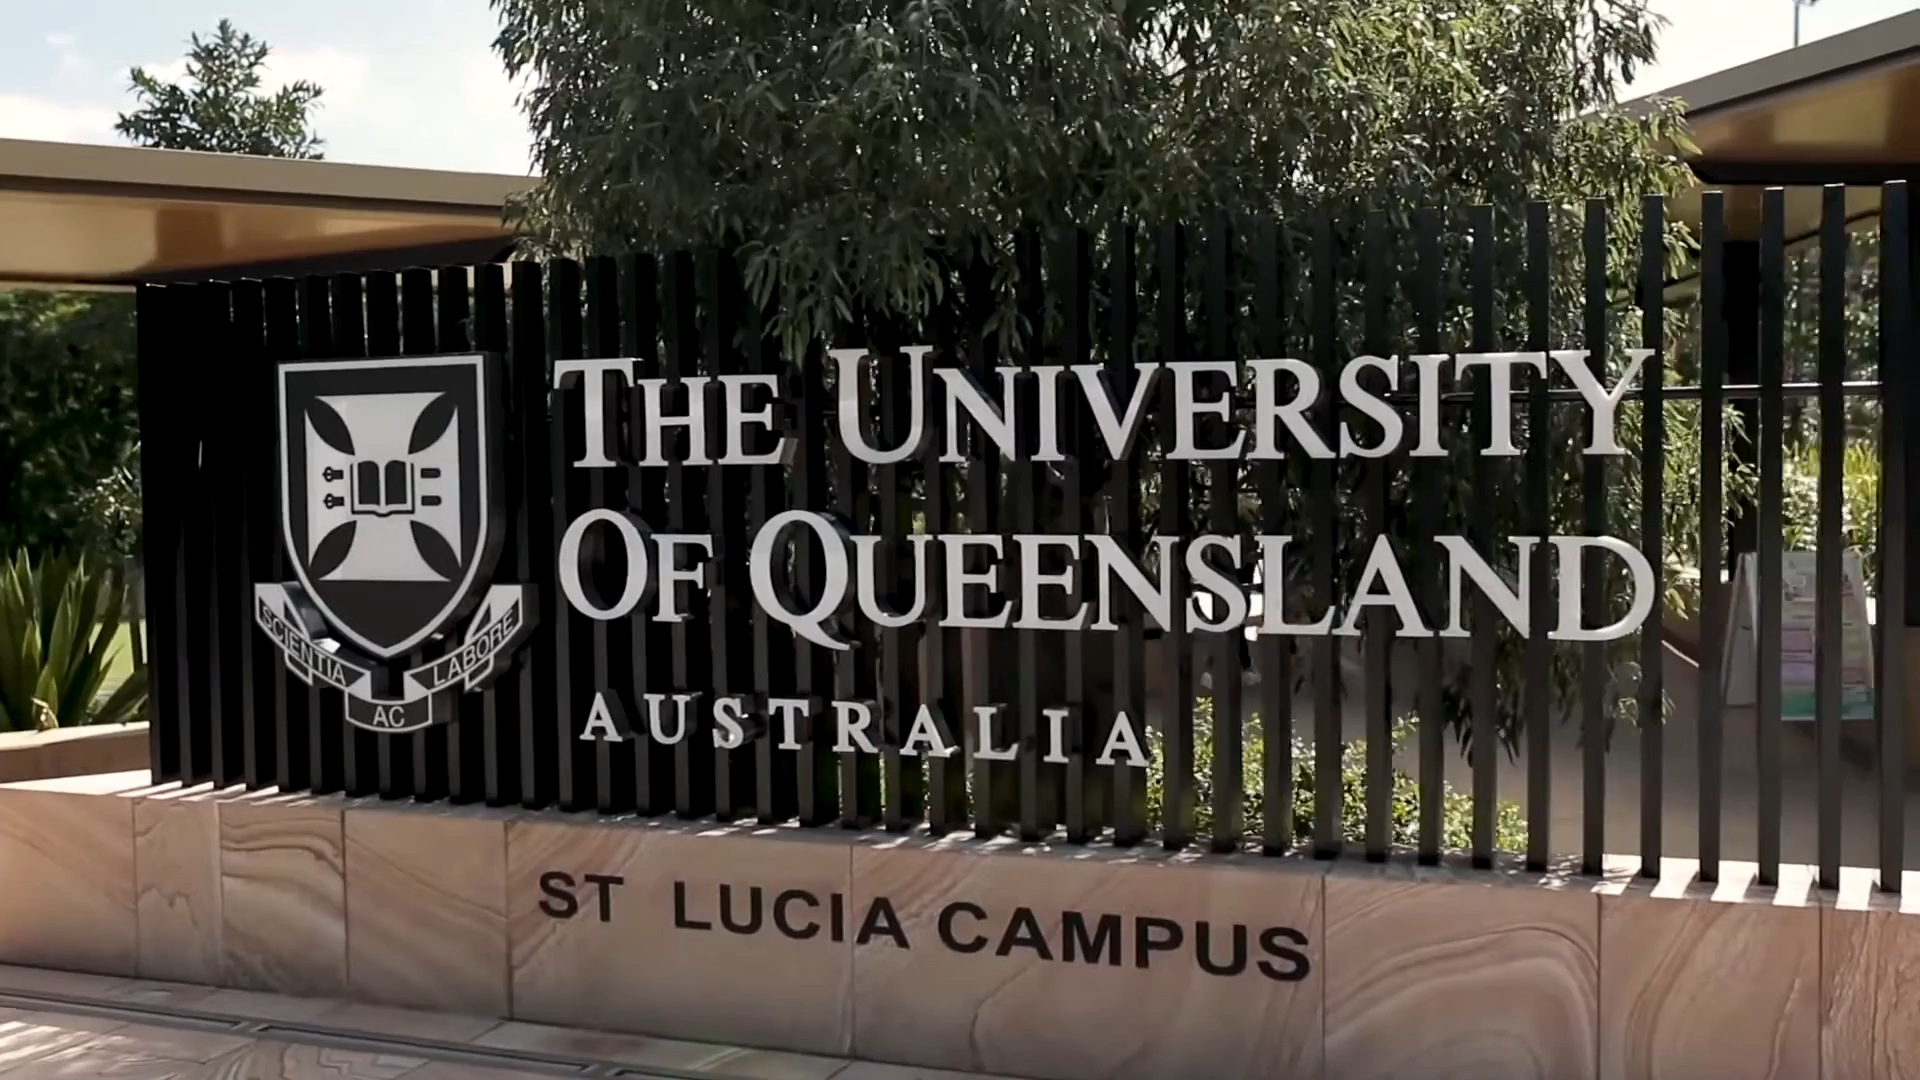 THE UNIVERSITY
OF QUEENSLAND
AUSTRALIA
SCIENTIA
AC
LABORE
ST LUCIA CAMPUS